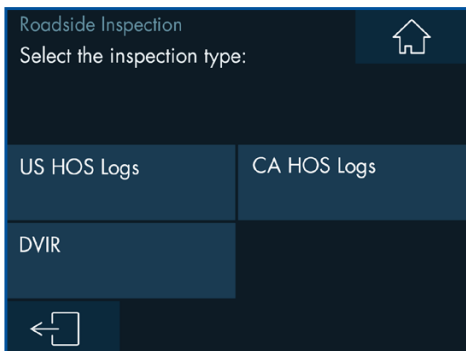 Roadside Inspection
Select the inspection type:
US HOS Logs
CA HOS Logs
DVIR